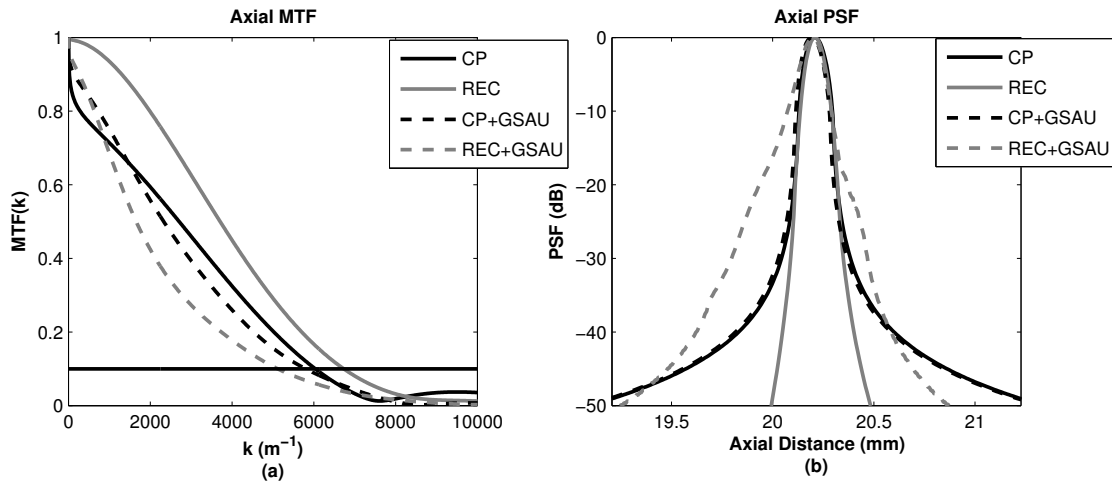 Axial MTF
1
0.8
0.6
0.4
0.2
0
MTF(k)
0
2000
4000
6000
8000
10000
k (m⁻¹)
(a)
CP
REC
CP+GSAU
REC+GSAU
Axial PSF
0
−10
−20
−30
−40
−50
PSF (dB)
19.5
20
20.5
21
Axial Distance (mm)
(b)
CP
REC
CP+GSAU
REC+GSAU